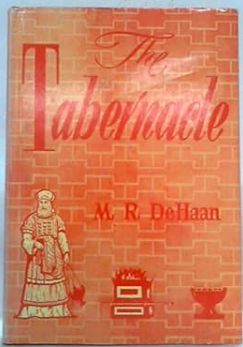 The
Tabernacle
M. R. DeHaan